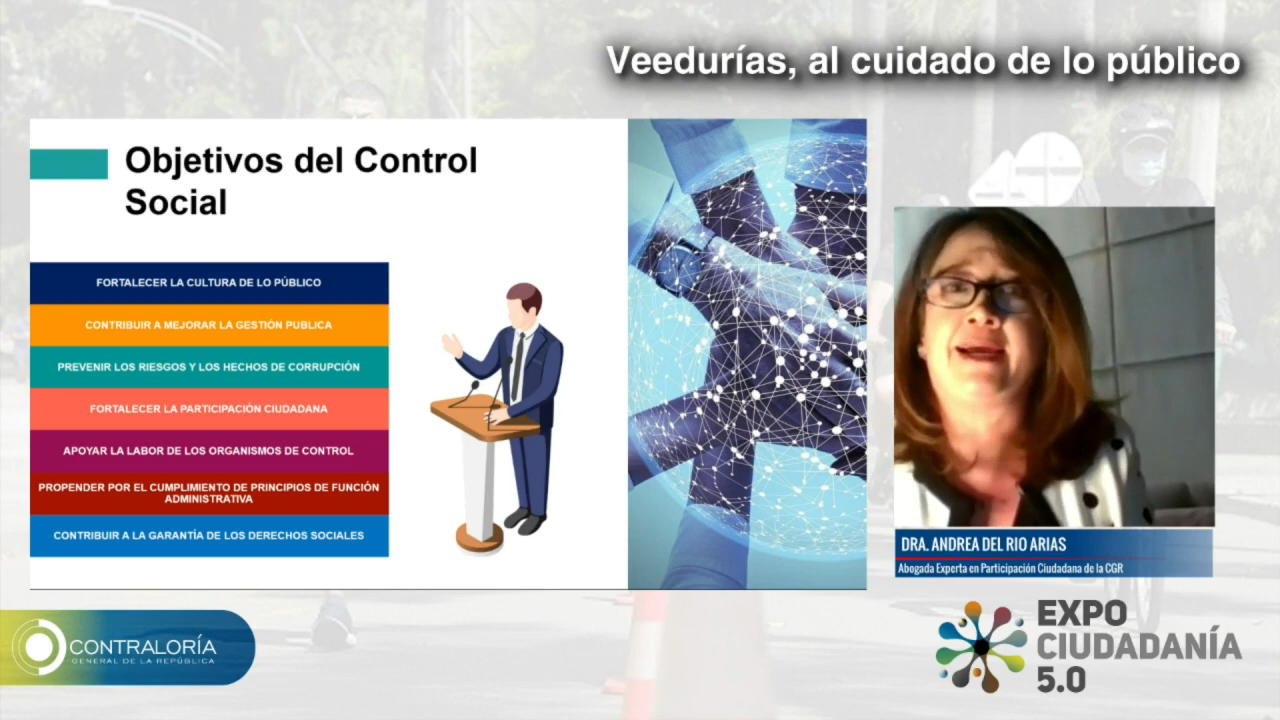 Veedurías, al cuidado de lo público
Objetivos del Control
Social
FORTALECER LA CULTURA DE LO PÚBLICO
CONTRIBUIR A MEJORAR LA GESTIÓN PUBLICA
PREVENIR LOS RIESGOS Y LOS HECHOS DE CORRUPCIÓN
FORTALECER LA PARTICIPACIÓN CIUDADANA
APOYAR LA LABOR DE LOS ORGANISMOS DE CONTROL
PROPENDER POR EL CUMPLIMIENTO DE PRINCIPIOS DE FUNCIÓN
ADMINISTRATIVA
CONTRIBUIR A LA GARANTÍA DE LOS DERECHOS SOCIALES
DRA. ANDREA DEL RIO ARIAS
Abogada Experta en Participación Ciudadana de la CGR
CONTRALORÍA
GENERAL DE LA REPÚBLICA
EXPO
CIUDADANÍA
5.0